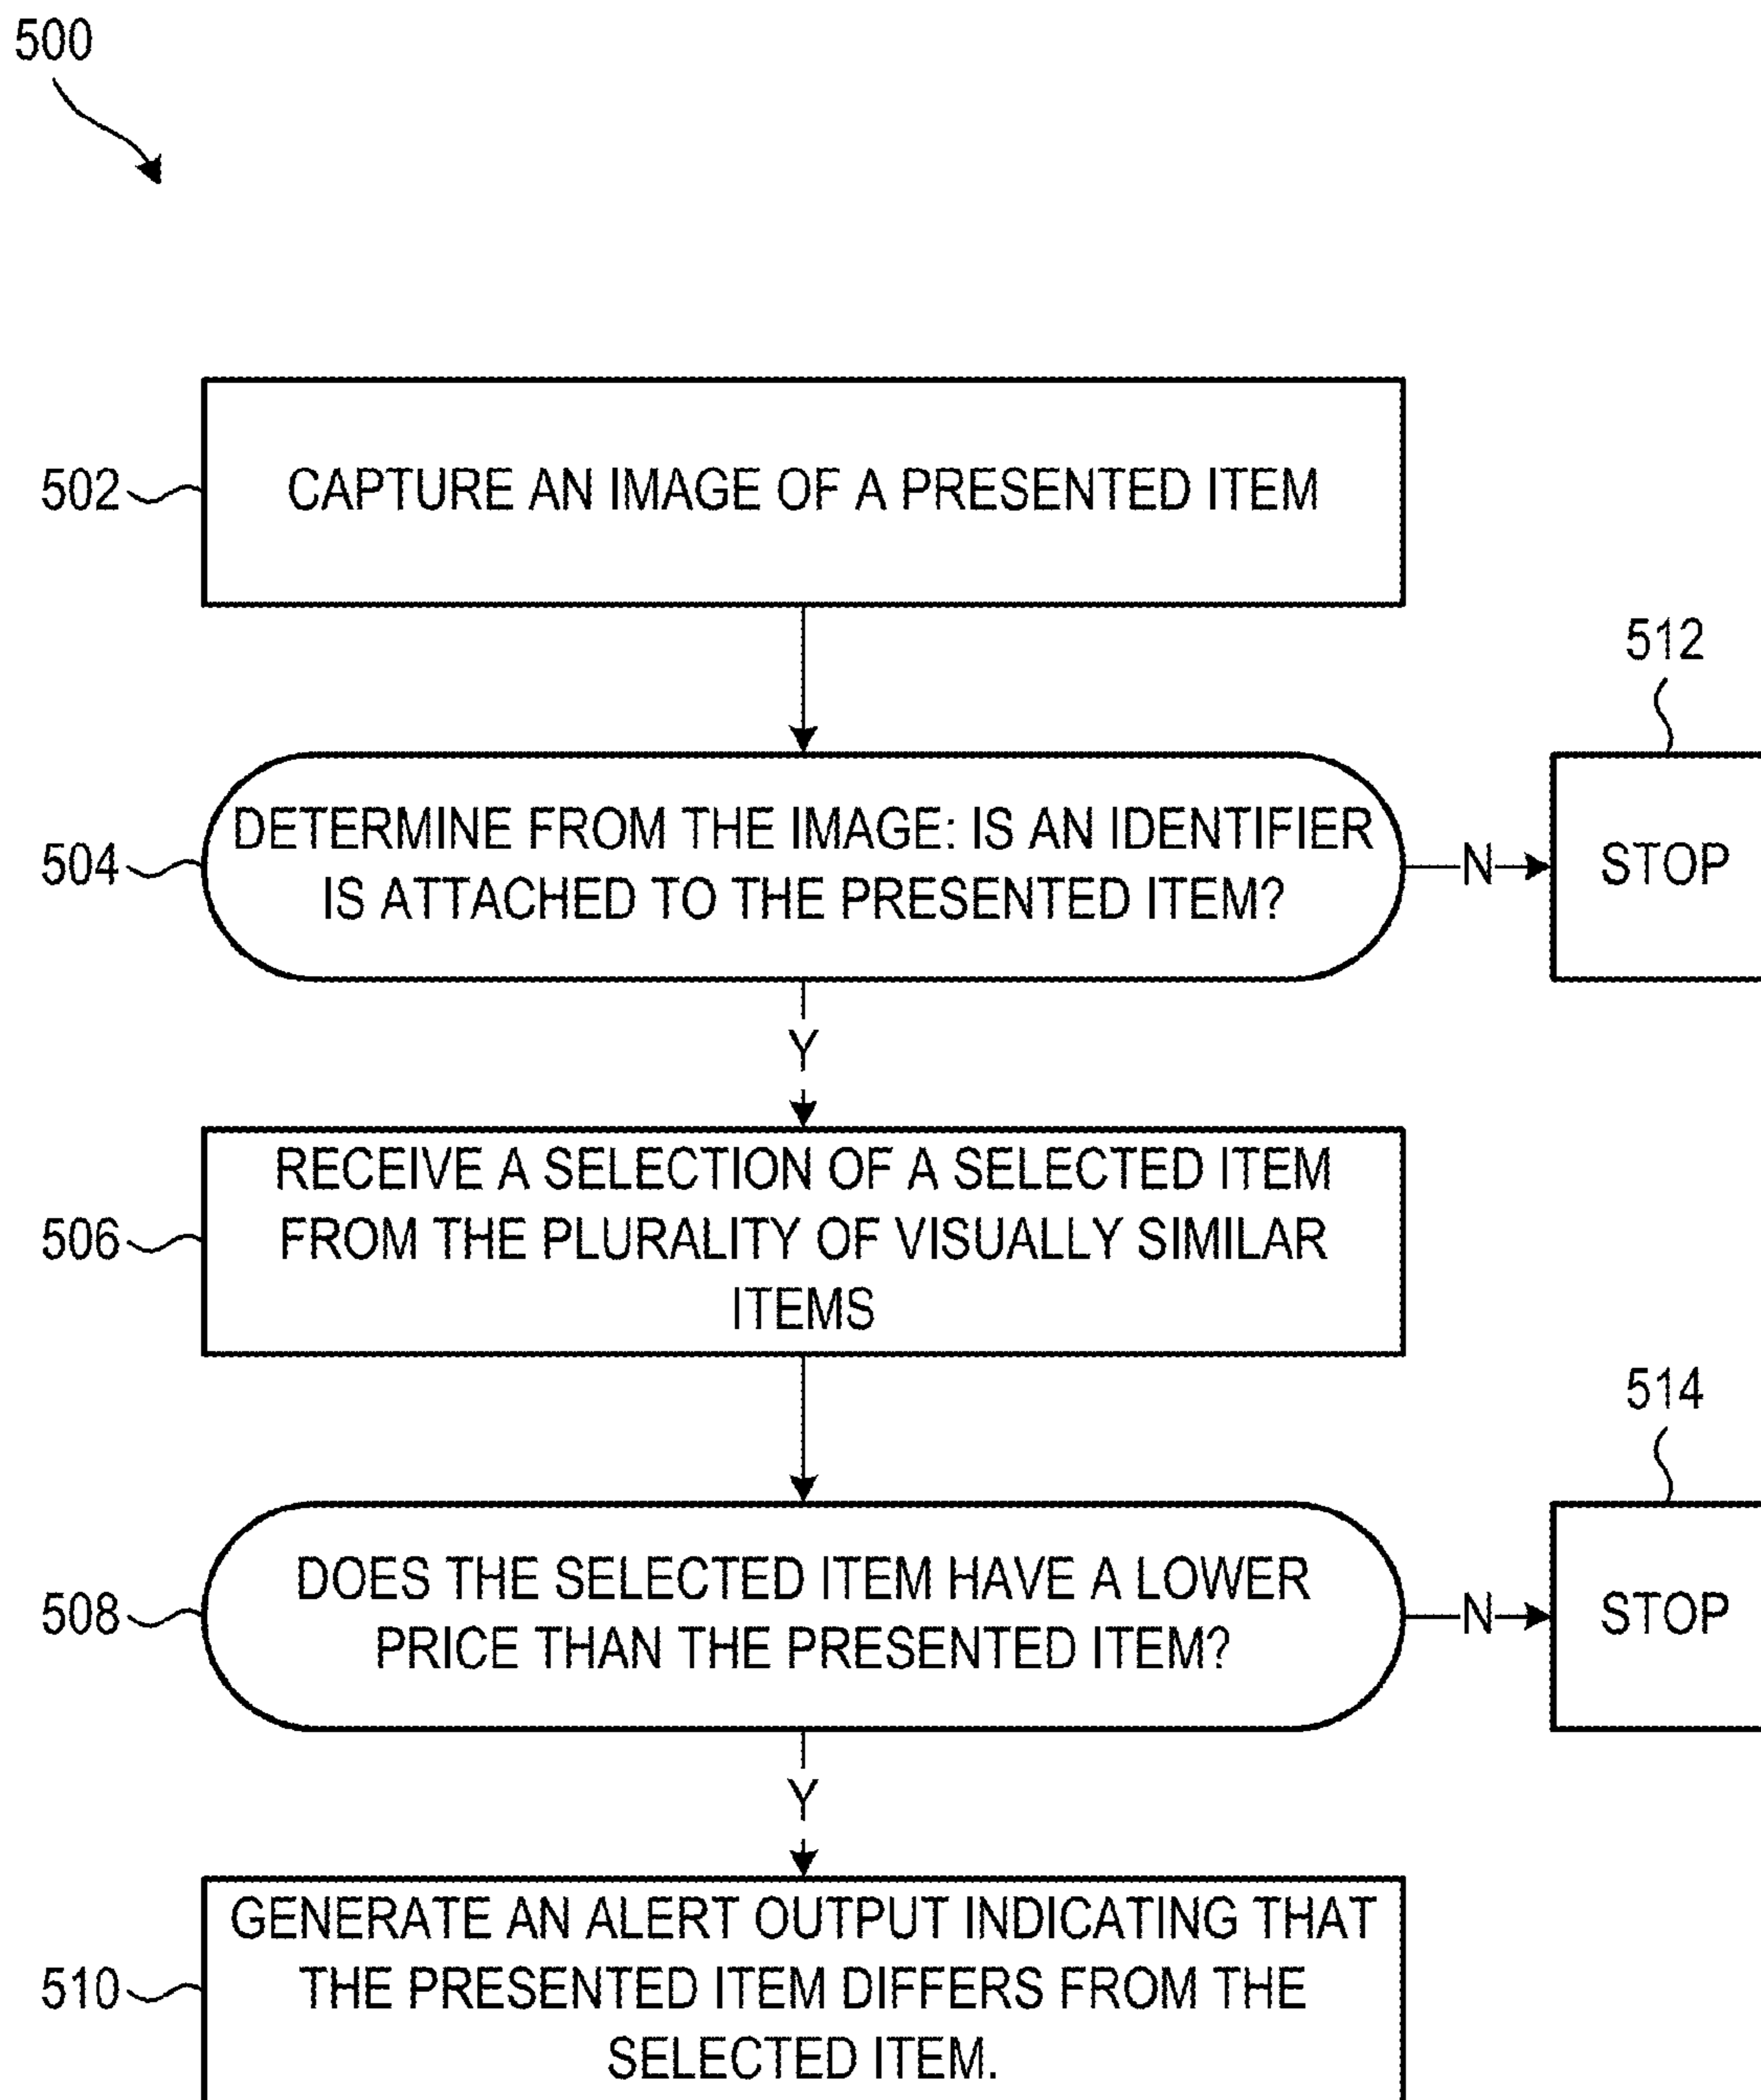 500
502
CAPTURE AN IMAGE OF A PRESENTED ITEM
512
504
DETERMINE FROM THE IMAGE: IS AN IDENTIFIER
IS ATTACHED TO THE PRESENTED ITEM?
N
STOP
Y
506
RECEIVE A SELECTION OF A SELECTED ITEM
FROM THE PLURALITY OF VISUALLY SIMILAR
ITEMS
514
508
DOES THE SELECTED ITEM HAVE A LOWER
PRICE THAN THE PRESENTED ITEM?
N
STOP
Y
510
GENERATE AN ALERT OUTPUT INDICATING THAT
THE PRESENTED ITEM DIFFERS FROM THE
SELECTED ITEM.